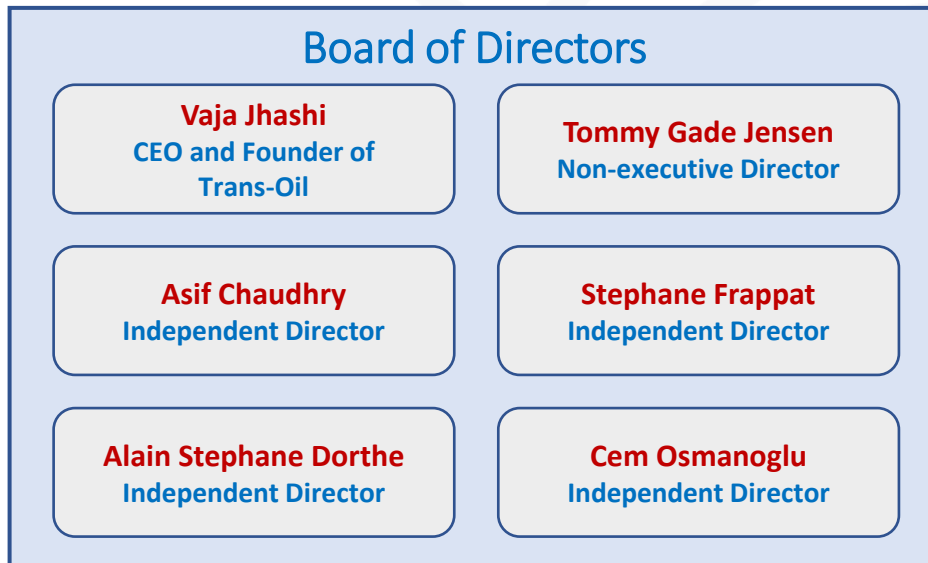 Board of Directors
Vaja Jhashi
CEO and Founder of
Trans-Oil
Tommy Gade Jensen
Non-executive Director
Asif Chaudhry
Independent Director
Stephane Frappat
Independent Director
Alain Stephane Dorthe
Independent Director
Cem Osmanoglu
Independent Director